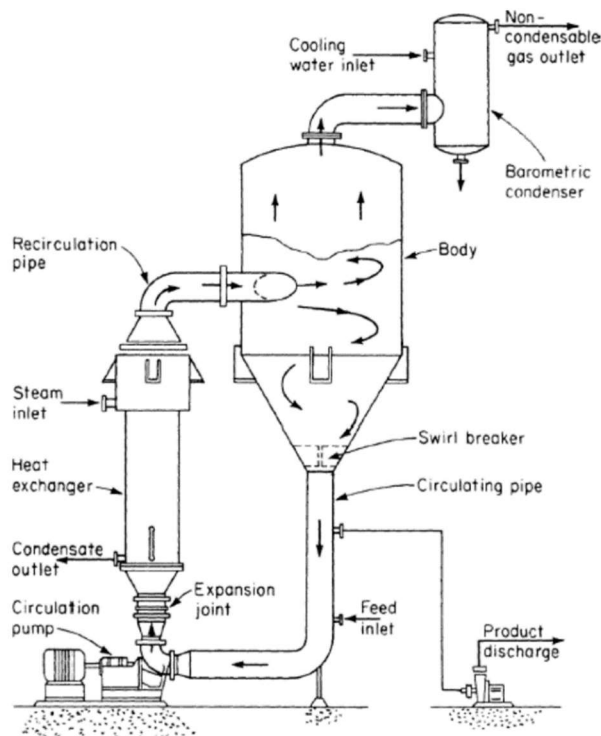 Non-
condensable
gas outlet
Cooling
water inlet
Barometric
condenser
Recirculation
pipe
Body
Steam
inlet
Swirl breaker
Heat
exchanger
Circulating pipe
Condensate
outlet
Expansion
joint
Feed
inlet
Circulation
pump
Product
discharge